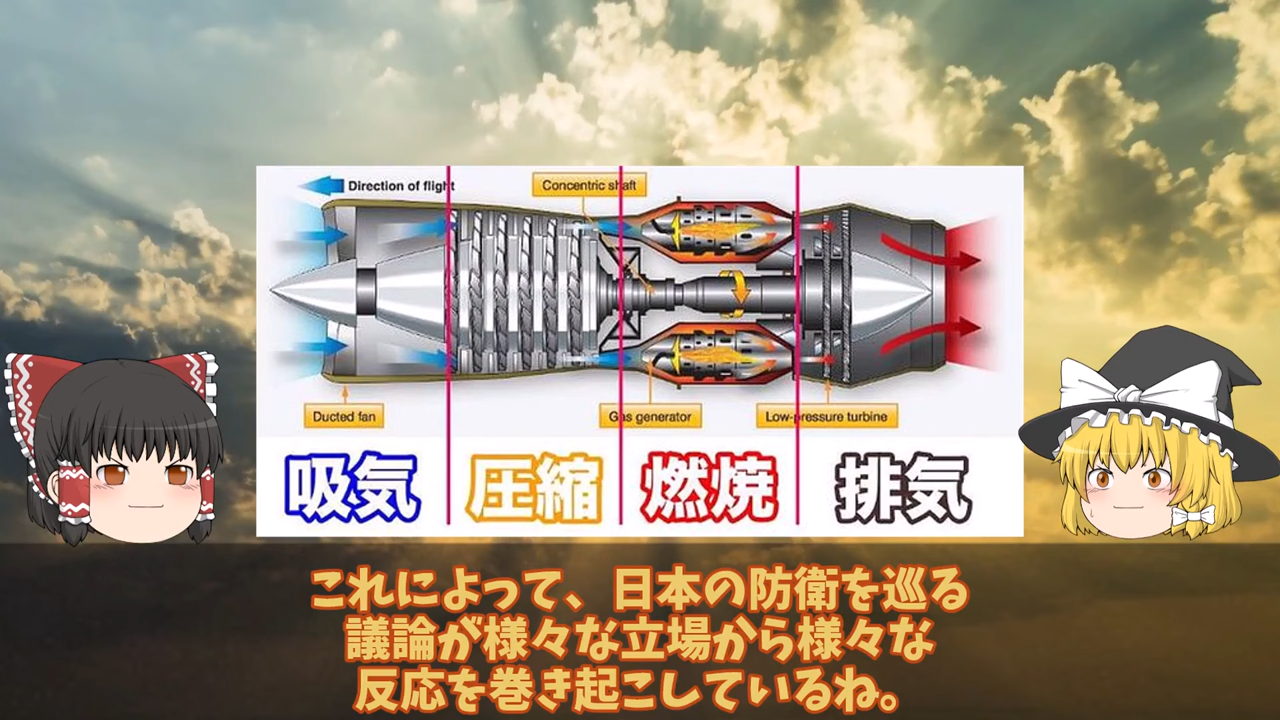 Direction of flight
Concentric shaft
Ducted fan
Gas generator
Low-pressure turbine
吸気
圧縮
燃焼
排気
これによって、日本の防衛を巡る
議論が様々な立場から様々な
反応を巻き起こしているね。